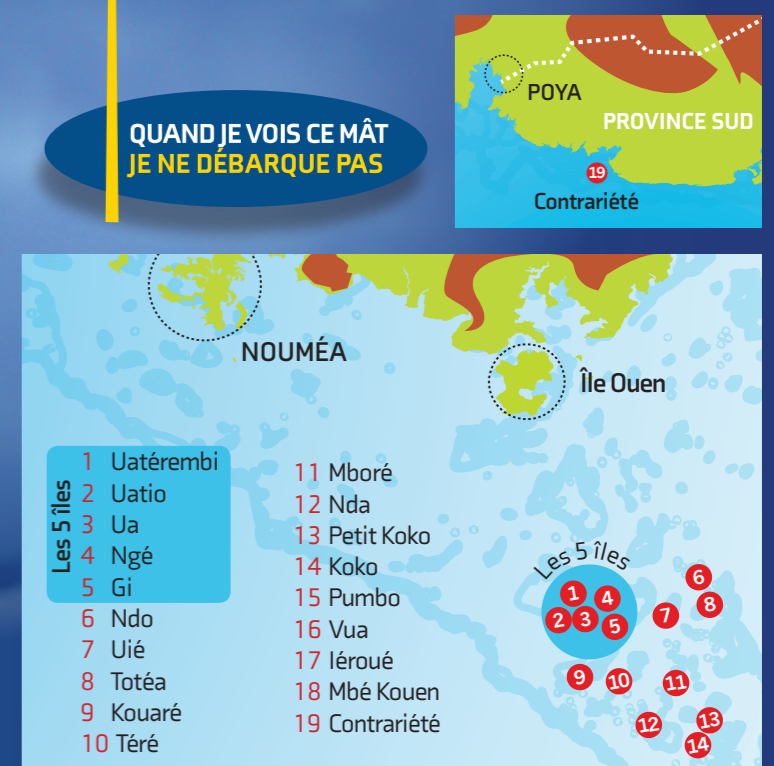 QUAND JE VOIS CE MÂT
JE NE DÉBARQUE PAS
POYA
PROVINCE SUD
19
Contrariété
NOUMÉA
Île Ouen
Les 5 îles
1 Uatérembi
2 Uatio
3 Ua
4 Ngé
5 Gi
6 Ndo
7 Uié
8 Totéa
9 Kouaré
10 Téré
11 Mboré
12 Nda
13 Petit Koko
14 Koko
15 Pumbo
16 Vua
17 Iéroué
18 Mbé Kouen
19 Contrariété
Les 5 îles
1
4
2
3
5
6
8
7
9
10
11
12
13
14